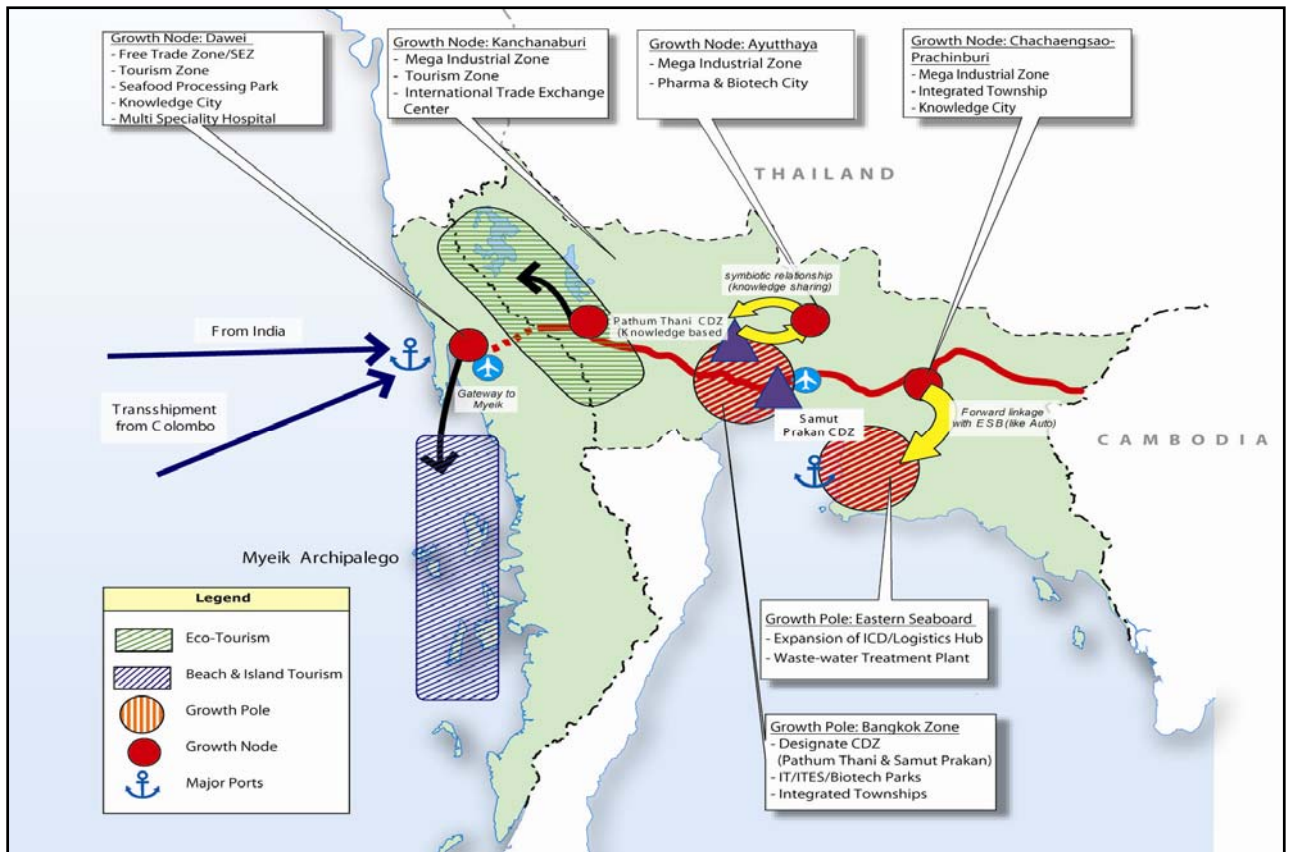 Growth Node: Dawei
- Free Trade Zone/SEZ
- Tourism Zone
- Seafood Processing Park
- Knowledge City
- Multi Speciality Hospital
Growth Node: Kanchanaburi
- Mega Industrial Zone
- Tourism Zone
- International Trade Exchange
Center
Growth Node: Ayutthaya
- Mega Industrial Zone
- Pharma & Biotech City
Growth Node: Chachaengsao-
Prachinburi
- Mega Industrial Zone
- Integrated Township
- Knowledge City
THAILAND
symbiotic relationship
(knowledge sharing)
From India
Pathum Thani CDZ
(Knowledge based
Gateway to
Myeik
Transshipment
from Colombo
Samut
Prakan CDZ
Forward linkage
with ESB (like Auto)
CAMBODIA
Myeik Archipalego
Legend
Eco-Tourism
Beach & Island Tourism
Growth Pole
Growth Node
Major Ports
Growth Pole: Eastern Seaboard
- Expansion of ICD/Logistics Hub
- Waste-water Treatment Plant
Growth Pole: Bangkok Zone
- Designate CDZ
(Pathum Thani & Samut Prakan)
- IT/ITES/Biotech Parks
- Integrated Townships